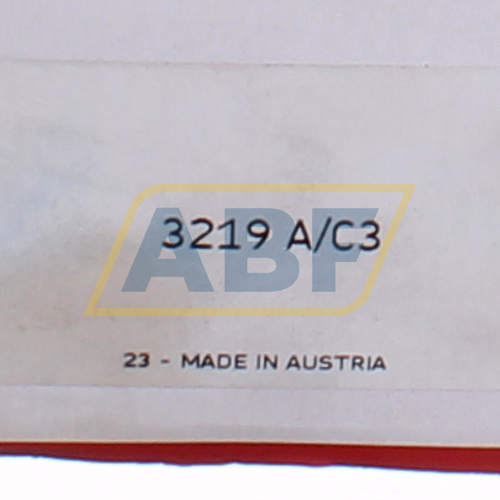 ABF
3219 A/C3
23 - MADE IN AUSTRIA